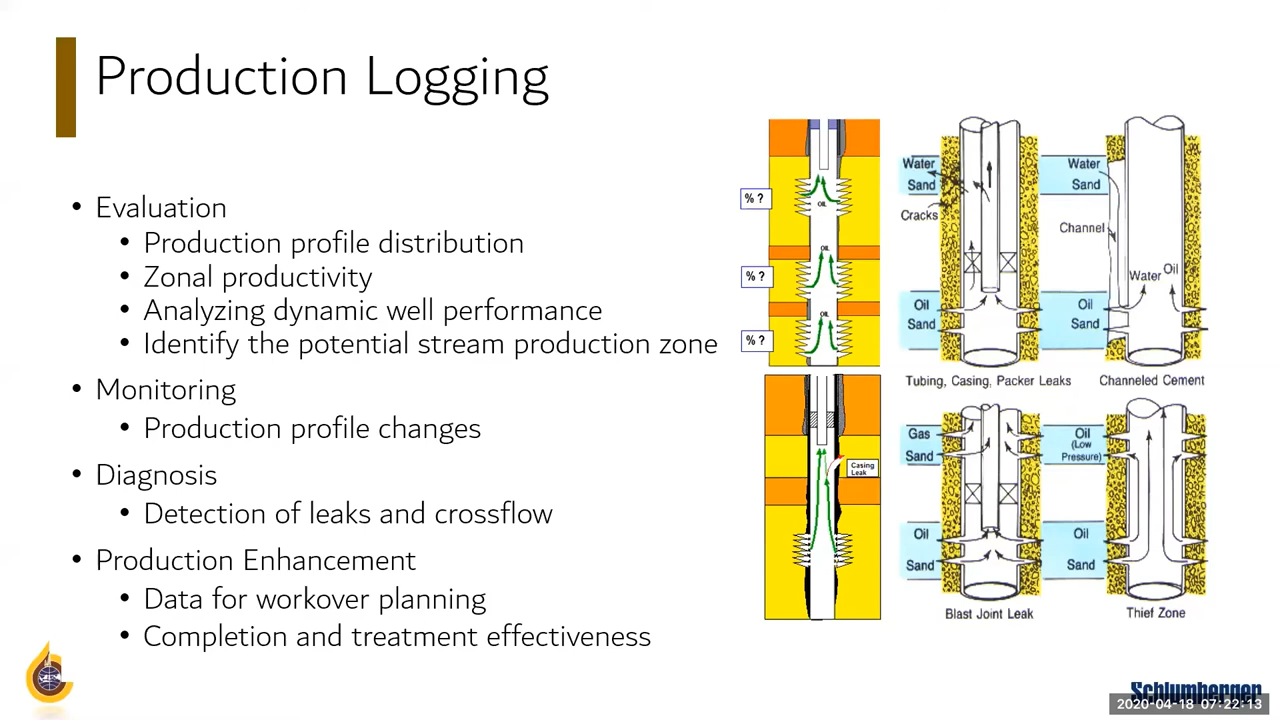 Production Logging
• Evaluation
• Production profile distribution
• Zonal productivity
• Analyzing dynamic well performance
• Identify the potential stream production zone
• Monitoring
• Production profile changes
• Diagnosis
• Detection of leaks and crossflow
• Production Enhancement
• Data for workover planning
• Completion and treatment effectiveness
% ?
OIL
OIL
% ?
OIL
% ?
Casing
Leak
Water
Sand
Cracks
Oil
Sand
Tubing, Casing, Packer Leaks
Water
Sand
Channel
Water Oil
Oil
Sand
Channeled Cement
Gas
Sand
Oil
Sand
Blast Joint Leak
Oil
(Low
Pressure)
Oil
Sand
Thief Zone
Schlumberger
2020-04-18 07:22:13